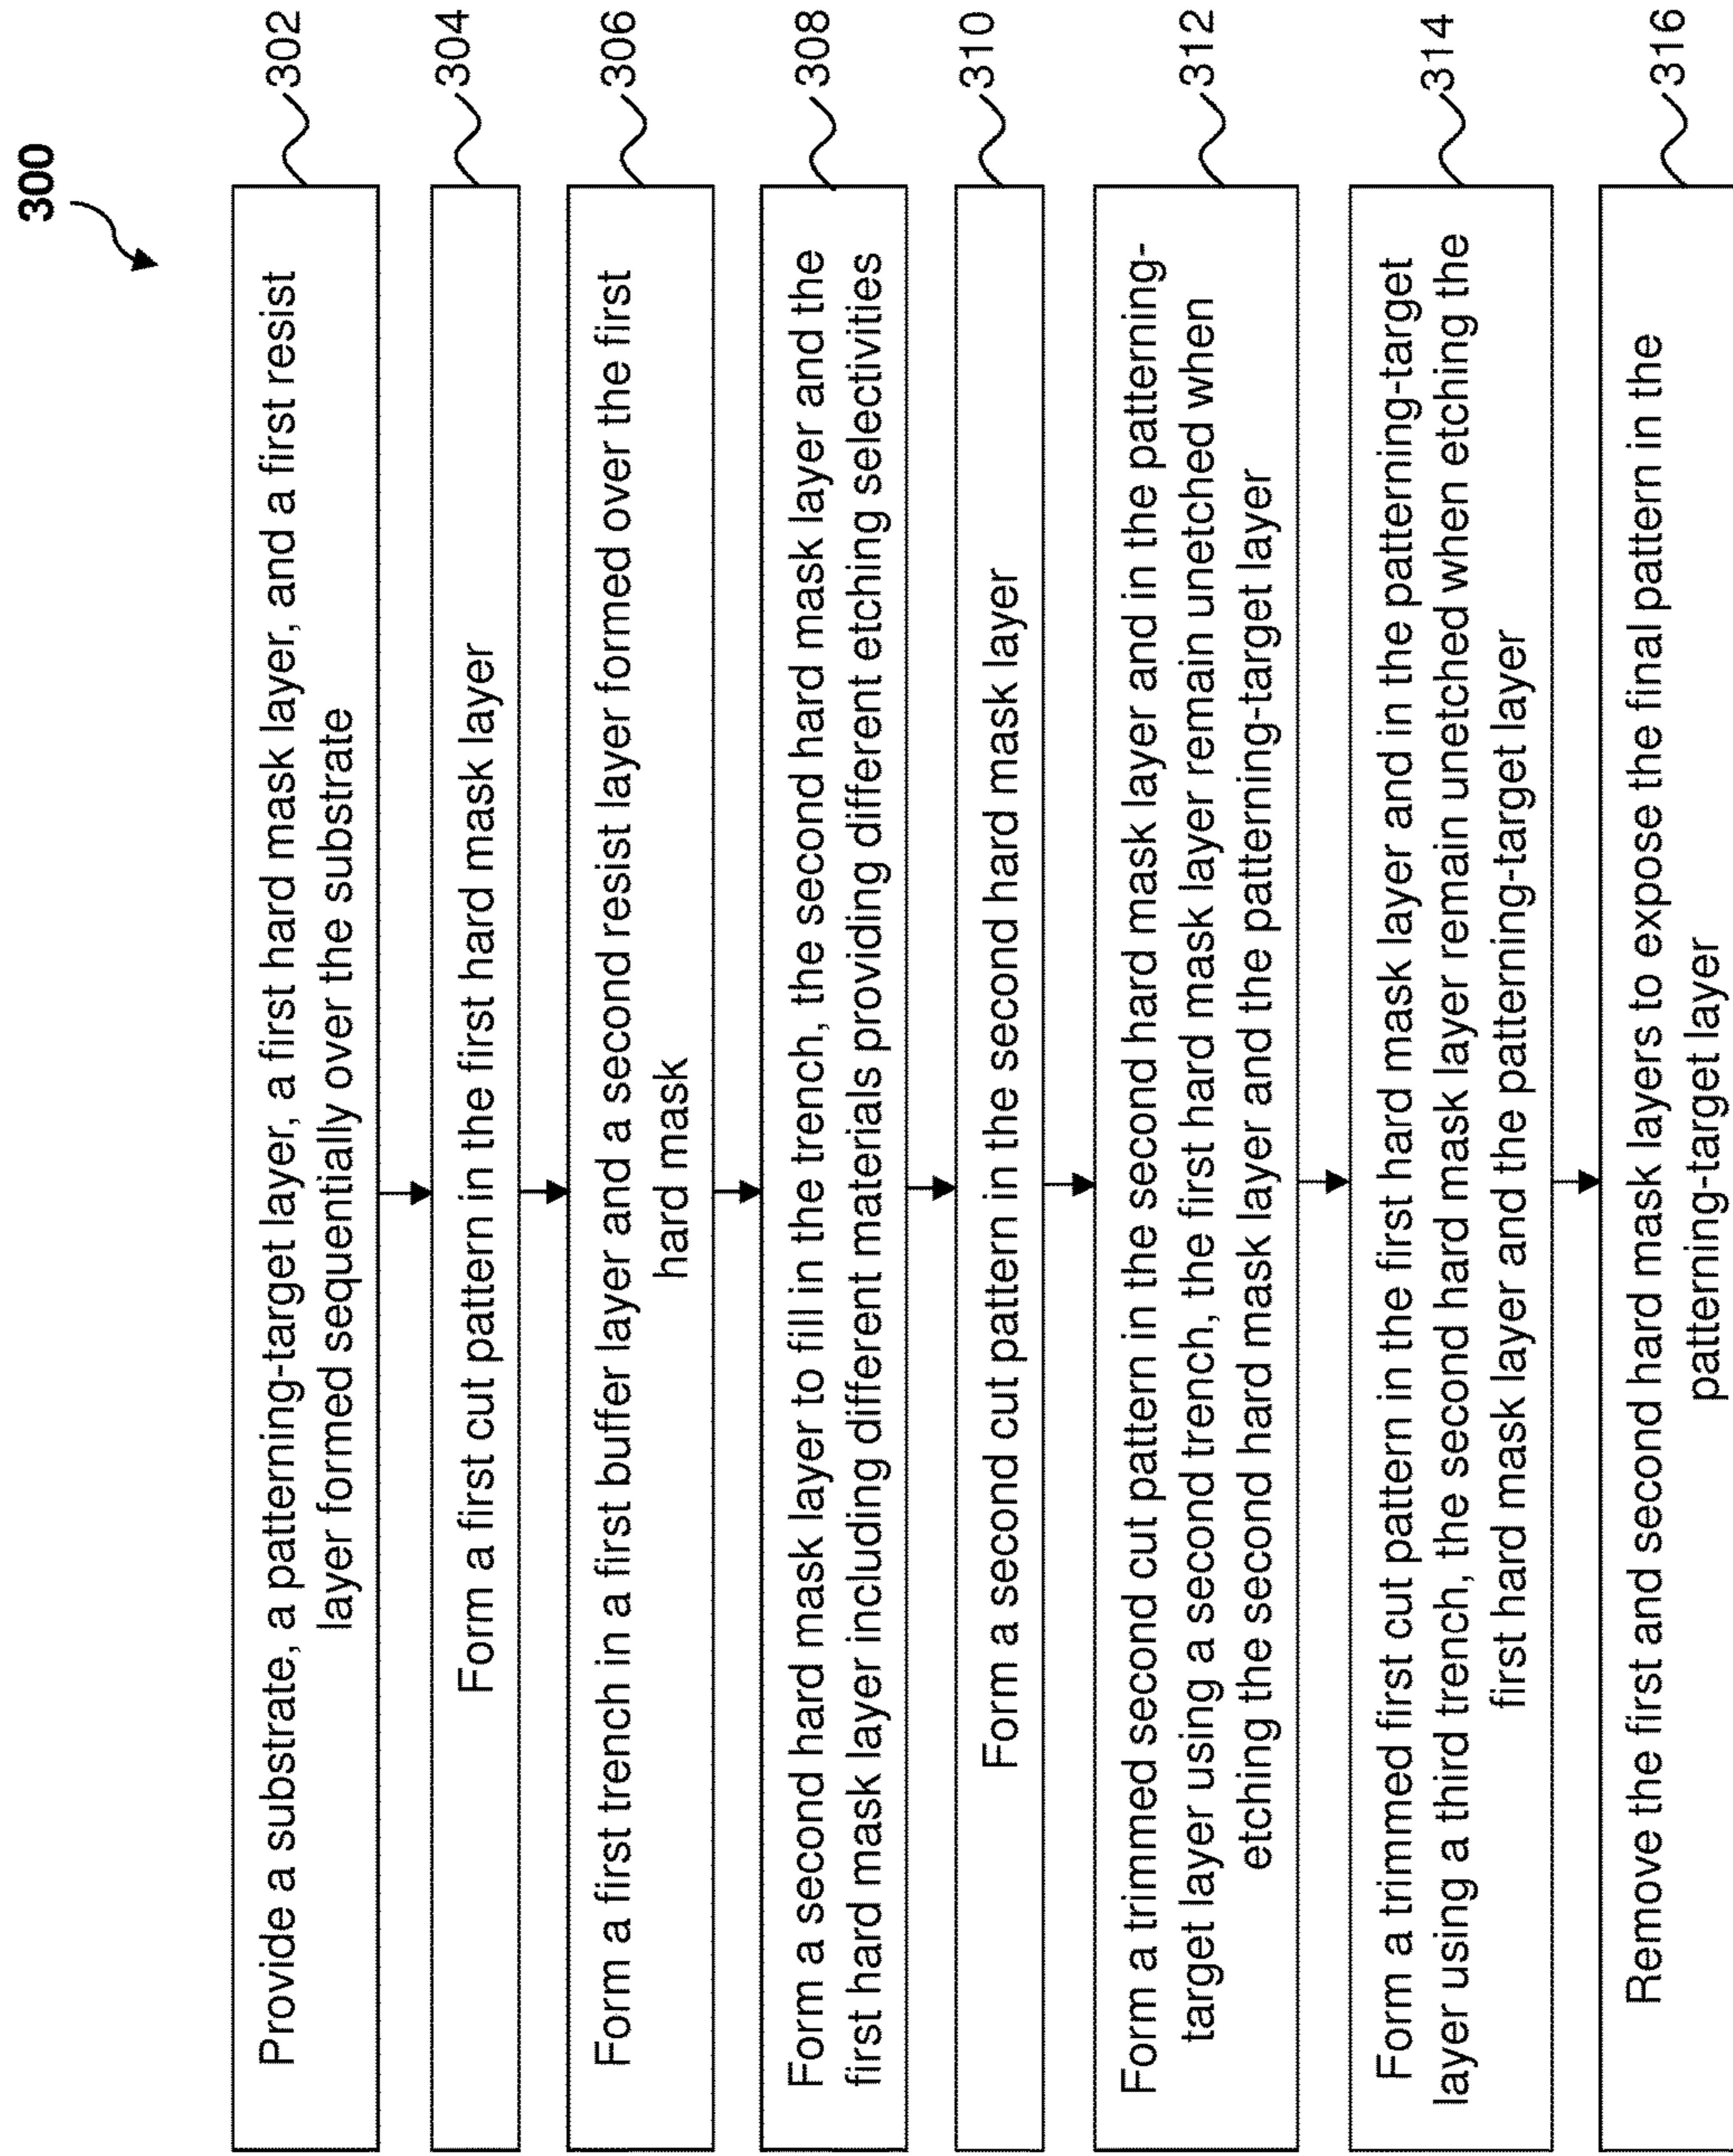 300
Provide a substrate, a patterning-target layer, a first hard mask layer, and a first resist
layer formed sequentially over the substrate
302
Form a first cut pattern in the first hard mask layer
304
Form a first trench in a first buffer layer and a second resist layer formed over the first
hard mask
306
Form a second hard mask layer to fill in the trench, the second hard mask layer and the
first hard mask layer including different materials providing different etching selectivities
308
Form a second cut pattern in the second hard mask layer
310
Form a trimmed second cut pattern in the second hard mask layer and in the patterning-
target layer using a second trench, the first hard mask layer remain unetched when
etching the second hard mask layer and the patterning-target layer
312
Form a trimmed first cut pattern in the first hard mask layer and in the patterning-target
layer using a third trench, the second hard mask layer remain unetched when etching the
first hard mask layer and the patterning-target layer
314
Remove the first and second hard mask layers to expose the final pattern in the
patterning-target layer
316